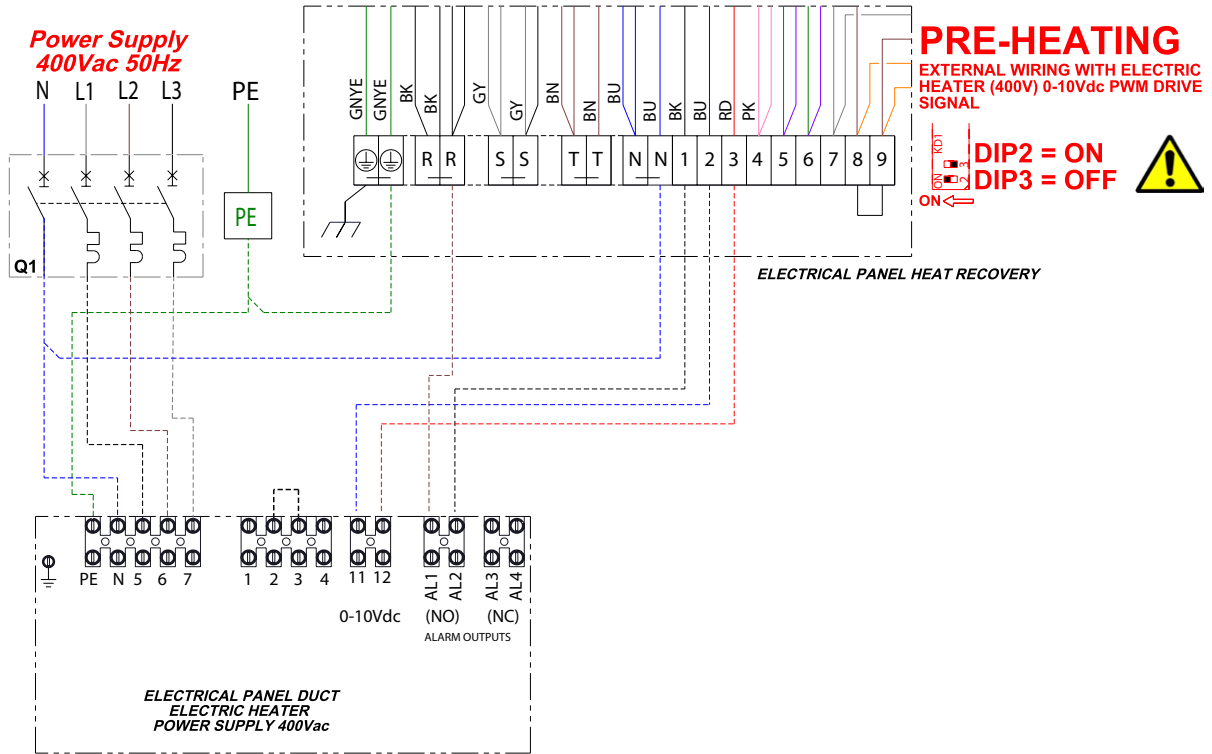 Power Supply
400Vac 50Hz
N L1 L2 L3 PE
Q1
PE
GNYE GNYE BK BK GY GY BN BN BU BU BK BU RD PK
R R S S T T N N 1 2 3 4 5 6 7 8 9
PRE-HEATING
EXTERNAL WIRING WITH ELECTRIC
HEATER (400V) 0-10Vdc PWM DRIVE
SIGNAL
KD1
ON
2 3
DIP2 = ON
DIP3 = OFF
ON
!
ELECTRICAL PANEL HEAT RECOVERY
PE N 5 6 7 1 2 3 4 11 12 AL1 AL2 AL3 AL4
0-10Vdc (NO) (NC)
ALARM OUTPUTS
ELECTRICAL PANEL DUCT
ELECTRIC HEATER
POWER SUPPLY 400Vac